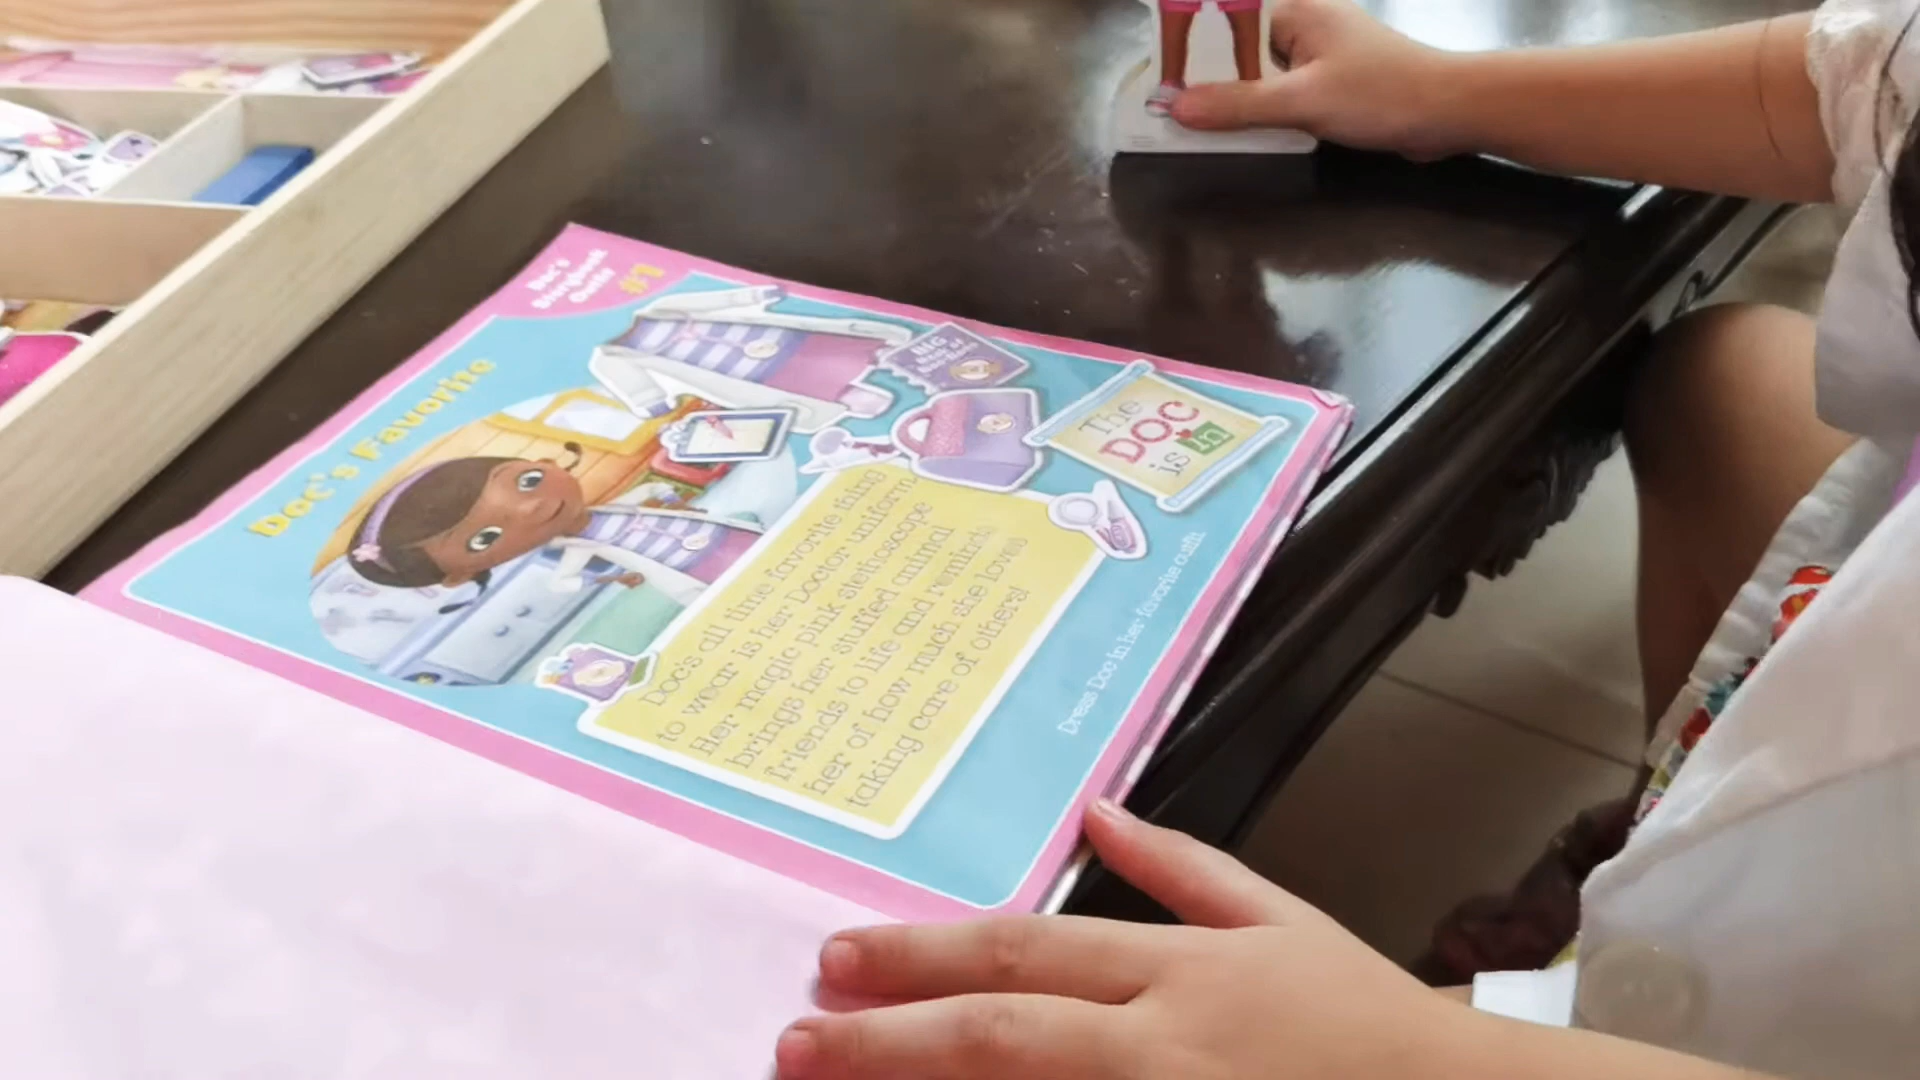 Doc's
Storybook
Outfit
#1
Doc's Favorite
BIG
Book of
Boo-Boos
The
DOC
is in
Doc's all time favorite thing
to wear is her Doctor uniform.
Her magic pink stethoscope
brings her stuffed animal
friends to life and reminds
her of how much she loves
taking care of others!
Dress Doc in her favorite outfit.